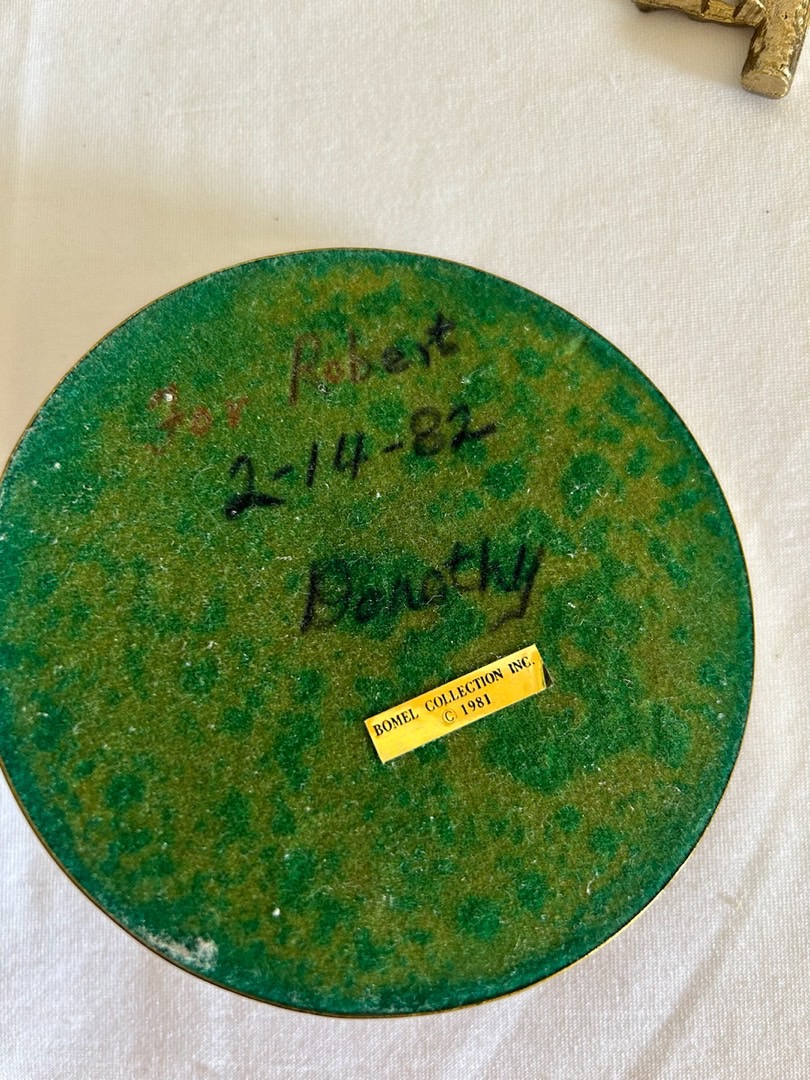 For Robert
2-14-82
Dorothy
BOMEL COLLECTION INC.
© 1981